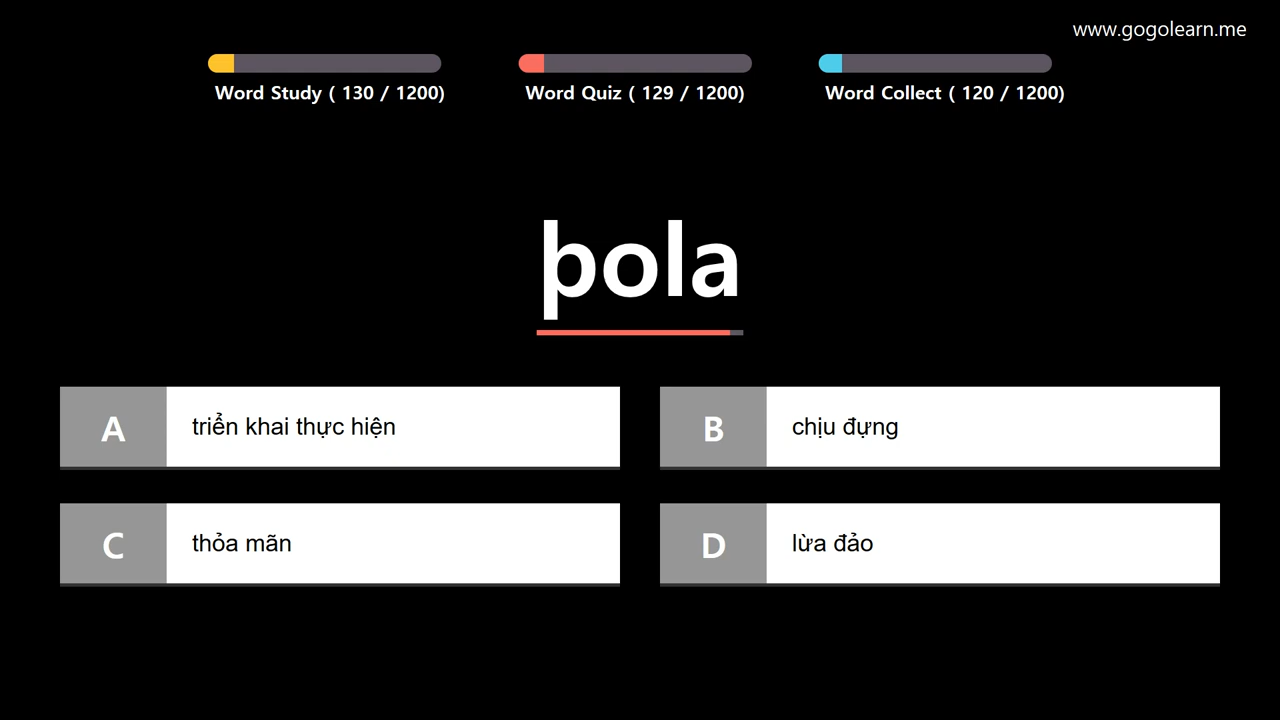 www.gogolearn.me
Word Study ( 130 / 1200)
Word Quiz ( 129 / 1200)
Word Collect ( 120 / 1200)
þola
A
triển khai thực hiện
B
chịu đựng
C
thỏa mãn
D
lừa đảo